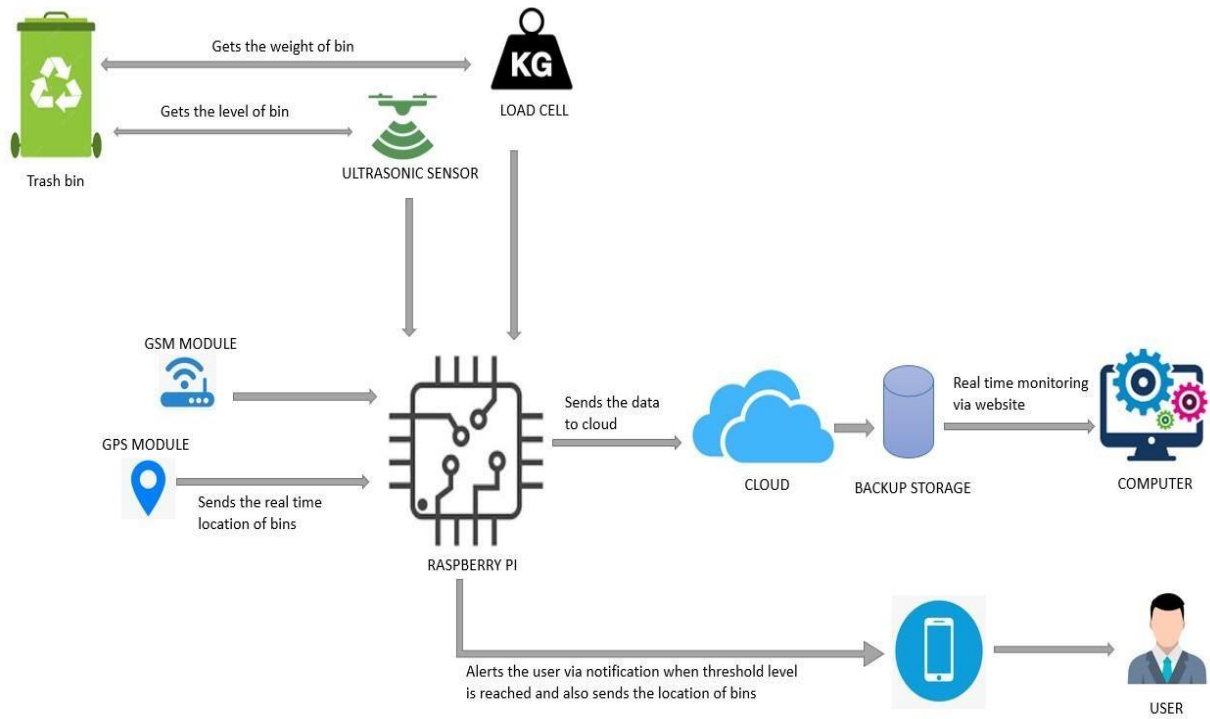 Gets the weight of bin
KG
LOAD CELL
Gets the level of bin
ULTRASONIC SENSOR
Trash bin
GSM MODULE
GPS MODULE
Sends the real time
location of bins
RASPBERRY PI
Sends the data
to cloud
CLOUD
BACKUP STORAGE
Real time monitoring
via website
COMPUTER
Alerts the user via notification when threshold level
is reached and also sends the location of bins
USER